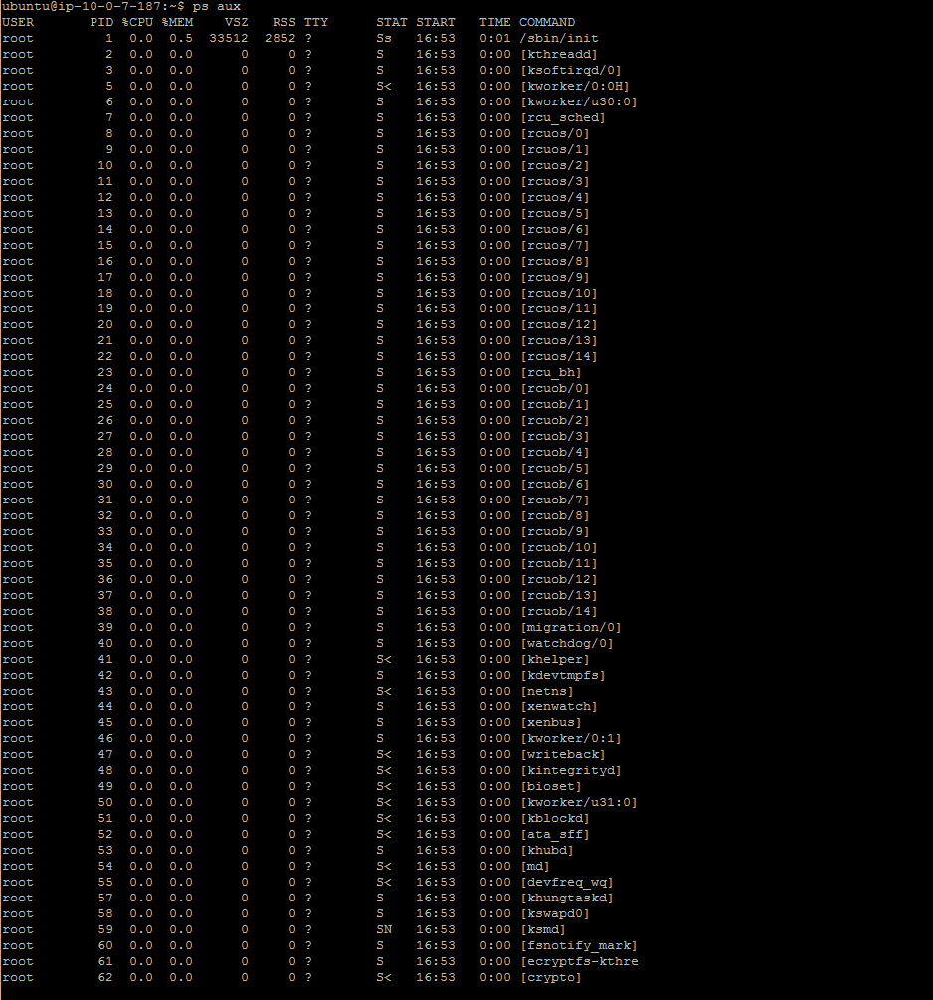 ubuntu@ip-10-0-7-187:~$ ps aux
USER       PID %CPU %MEM    VSZ   RSS TTY      STAT START   TIME COMMAND
root         1  0.0  0.5  33512  2852 ?        Ss   16:53   0:01 /sbin/init
root         2  0.0  0.0      0     0 ?        S    16:53   0:00 [kthreadd]
root         3  0.0  0.0      0     0 ?        S    16:53   0:00 [ksoftirqd/0]
root         5  0.0  0.0      0     0 ?        S<   16:53   0:00 [kworker/0:0H]
root         6  0.0  0.0      0     0 ?        S    16:53   0:00 [kworker/u30:0]
root         7  0.0  0.0      0     0 ?        S    16:53   0:00 [rcu_sched]
root         8  0.0  0.0      0     0 ?        S    16:53   0:00 [rcuos/0]
root         9  0.0  0.0      0     0 ?        S    16:53   0:00 [rcuos/1]
root        10  0.0  0.0      0     0 ?        S    16:53   0:00 [rcuos/2]
root        11  0.0  0.0      0     0 ?        S    16:53   0:00 [rcuos/3]
root        12  0.0  0.0      0     0 ?        S    16:53   0:00 [rcuos/4]
root        13  0.0  0.0      0     0 ?        S    16:53   0:00 [rcuos/5]
root        14  0.0  0.0      0     0 ?        S    16:53   0:00 [rcuos/6]
root        15  0.0  0.0      0     0 ?        S    16:53   0:00 [rcuos/7]
root        16  0.0  0.0      0     0 ?        S    16:53   0:00 [rcuos/8]
root        17  0.0  0.0      0     0 ?        S    16:53   0:00 [rcuos/9]
root        18  0.0  0.0      0     0 ?        S    16:53   0:00 [rcuos/10]
root        19  0.0  0.0      0     0 ?        S    16:53   0:00 [rcuos/11]
root        20  0.0  0.0      0     0 ?        S    16:53   0:00 [rcuos/12]
root        21  0.0  0.0      0     0 ?        S    16:53   0:00 [rcuos/13]
root        22  0.0  0.0      0     0 ?        S    16:53   0:00 [rcuos/14]
root        23  0.0  0.0      0     0 ?        S    16:53   0:00 [rcu_bh]
root        24  0.0  0.0      0     0 ?        S    16:53   0:00 [rcuob/0]
root        25  0.0  0.0      0     0 ?        S    16:53   0:00 [rcuob/1]
root        26  0.0  0.0      0     0 ?        S    16:53   0:00 [rcuob/2]
root        27  0.0  0.0      0     0 ?        S    16:53   0:00 [rcuob/3]
root        28  0.0  0.0      0     0 ?        S    16:53   0:00 [rcuob/4]
root        29  0.0  0.0      0     0 ?        S    16:53   0:00 [rcuob/5]
root        30  0.0  0.0      0     0 ?        S    16:53   0:00 [rcuob/6]
root        31  0.0  0.0      0     0 ?        S    16:53   0:00 [rcuob/7]
root        32  0.0  0.0      0     0 ?        S    16:53   0:00 [rcuob/8]
root        33  0.0  0.0      0     0 ?        S    16:53   0:00 [rcuob/9]
root        34  0.0  0.0      0     0 ?        S    16:53   0:00 [rcuob/10]
root        35  0.0  0.0      0     0 ?        S    16:53   0:00 [rcuob/11]
root        36  0.0  0.0      0     0 ?        S    16:53   0:00 [rcuob/12]
root        37  0.0  0.0      0     0 ?        S    16:53   0:00 [rcuob/13]
root        38  0.0  0.0      0     0 ?        S    16:53   0:00 [rcuob/14]
root        39  0.0  0.0      0     0 ?        S    16:53   0:00 [migration/0]
root        40  0.0  0.0      0     0 ?        S    16:53   0:00 [watchdog/0]
root        41  0.0  0.0      0     0 ?        S<   16:53   0:00 [khelper]
root        42  0.0  0.0      0     0 ?        S    16:53   0:00 [kdevtmpfs]
root        43  0.0  0.0      0     0 ?        S<   16:53   0:00 [netns]
root        44  0.0  0.0      0     0 ?        S    16:53   0:00 [xenwatch]
root        45  0.0  0.0      0     0 ?        S    16:53   0:00 [xenbus]
root        46  0.0  0.0      0     0 ?        S    16:53   0:00 [kworker/0:1]
root        47  0.0  0.0      0     0 ?        S<   16:53   0:00 [writeback]
root        48  0.0  0.0      0     0 ?        S<   16:53   0:00 [kintegrityd]
root        49  0.0  0.0      0     0 ?        S<   16:53   0:00 [bioset]
root        50  0.0  0.0      0     0 ?        S<   16:53   0:00 [kworker/u31:0]
root        51  0.0  0.0      0     0 ?        S<   16:53   0:00 [kblockd]
root        52  0.0  0.0      0     0 ?        S<   16:53   0:00 [ata_sff]
root        53  0.0  0.0      0     0 ?        S    16:53   0:00 [khubd]
root        54  0.0  0.0      0     0 ?        S<   16:53   0:00 [md]
root        55  0.0  0.0      0     0 ?        S<   16:53   0:00 [devfreq_wq]
root        57  0.0  0.0      0     0 ?        S    16:53   0:00 [khungtaskd]
root        58  0.0  0.0      0     0 ?        S    16:53   0:00 [kswapd0]
root        59  0.0  0.0      0     0 ?        SN   16:53   0:00 [ksmd]
root        60  0.0  0.0      0     0 ?        S    16:53   0:00 [fsnotify_mark]
root        61  0.0  0.0      0     0 ?        S    16:53   0:00 [ecryptfs-kthre
root        62  0.0  0.0      0     0 ?        S<   16:53   0:00 [crypto]